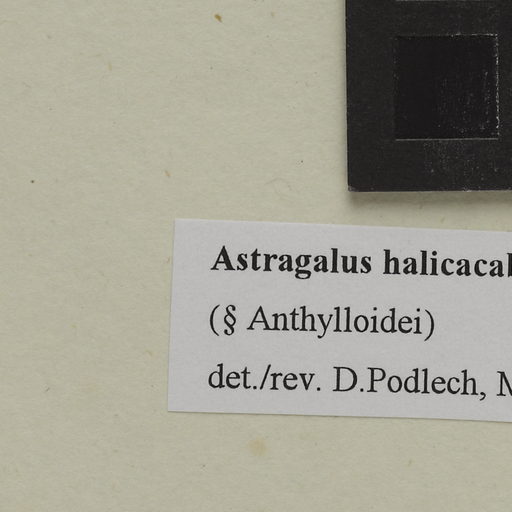 Astragalus halicacal
(§ Anthylloidei)
det./rev. D.Podlech, M